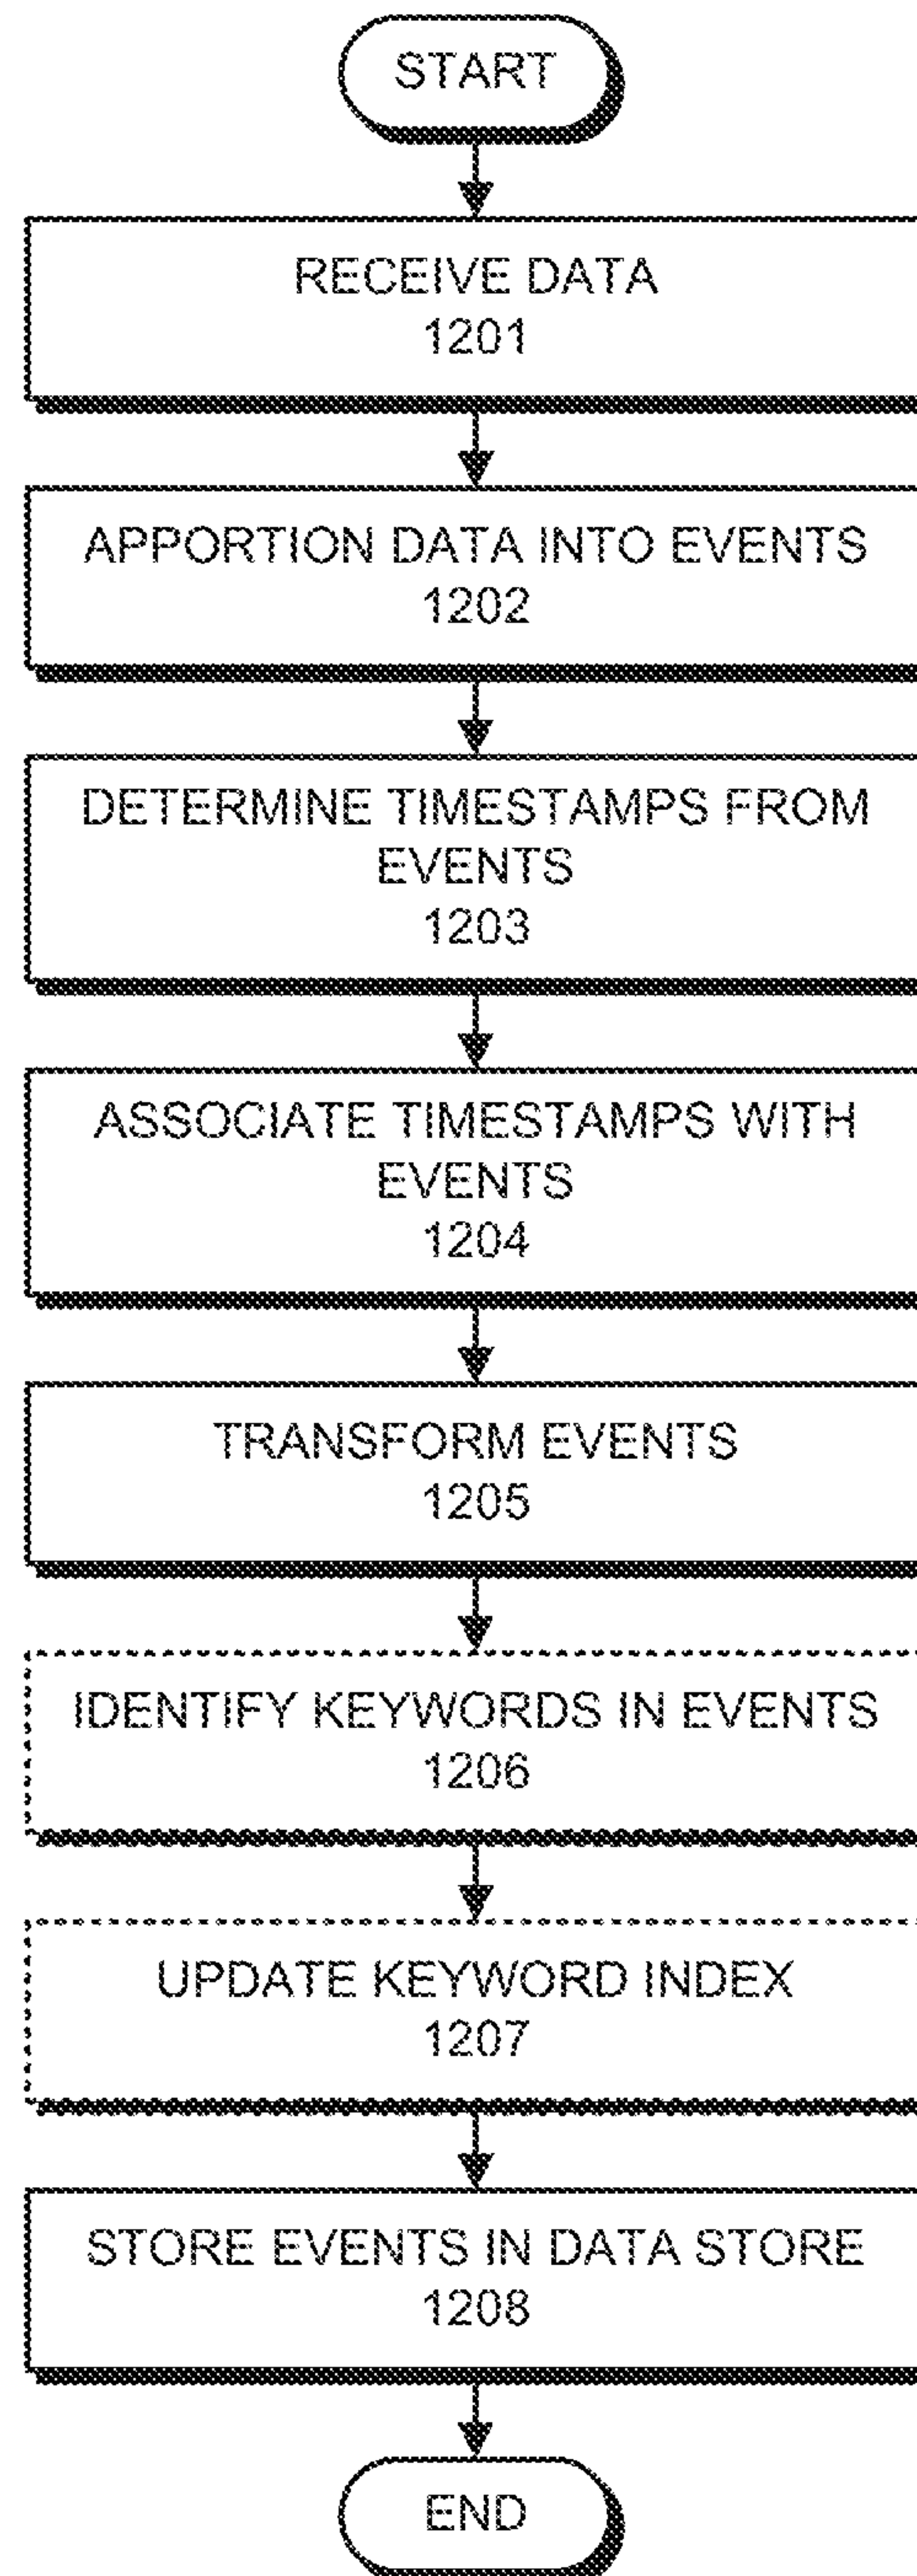 START
RECEIVE DATA
1201
APPORTION DATA INTO EVENTS
1202
DETERMINE TIMESTAMPS FROM
EVENTS
1203
ASSOCIATE TIMESTAMPS WITH
EVENTS
1204
TRANSFORM EVENTS
1205
IDENTIFY KEYWORDS IN EVENTS
1206
UPDATE KEYWORD INDEX
1207
STORE EVENTS IN DATA STORE
1208
END